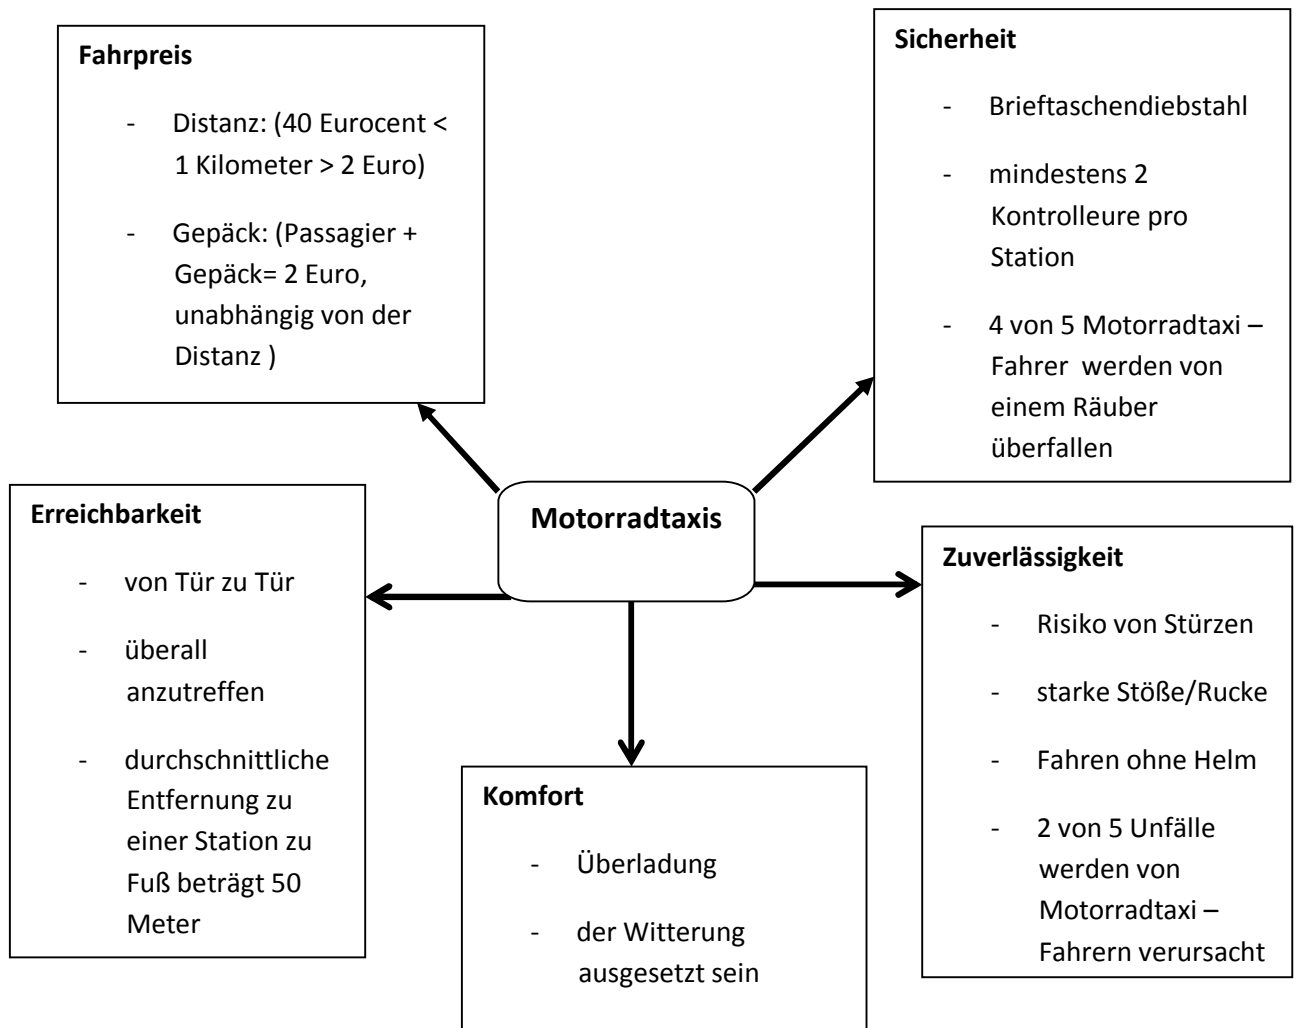 Fahrpreis
- Distanz: (40 Eurocent <
1 Kilometer > 2 Euro)
- Gepäck: (Passagier +
Gepäck= 2 Euro,
unabhängig von der
Distanz )
Sicherheit
- Brieftaschendiebstahl
- mindestens 2
Kontrolleure pro
Station
- 4 von 5 Motorradtaxi –
Fahrer werden von
einem Räuber
überfallen
Motorradtaxis
Erreichbarkeit
- von Tür zu Tür
- überall
anzutreffen
- durchschnittliche
Entfernung zu
einer Station zu
Fuß beträgt 50
Meter
Zuverlässigkeit
- Risiko von Stürzen
- starke Stöße/Rucke
- Fahren ohne Helm
- 2 von 5 Unfälle
werden von
Motorradtaxi –
Fahrern verursacht
Komfort
- Überladung
- der Witterung
ausgesetzt sein